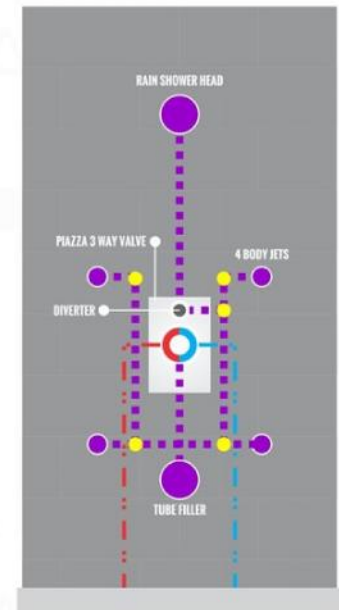 RAIN SHOWER HEAD
PIAZZA 3 WAY VALVE
4 BODY JETS
DIVERTER
TUBE FILLER